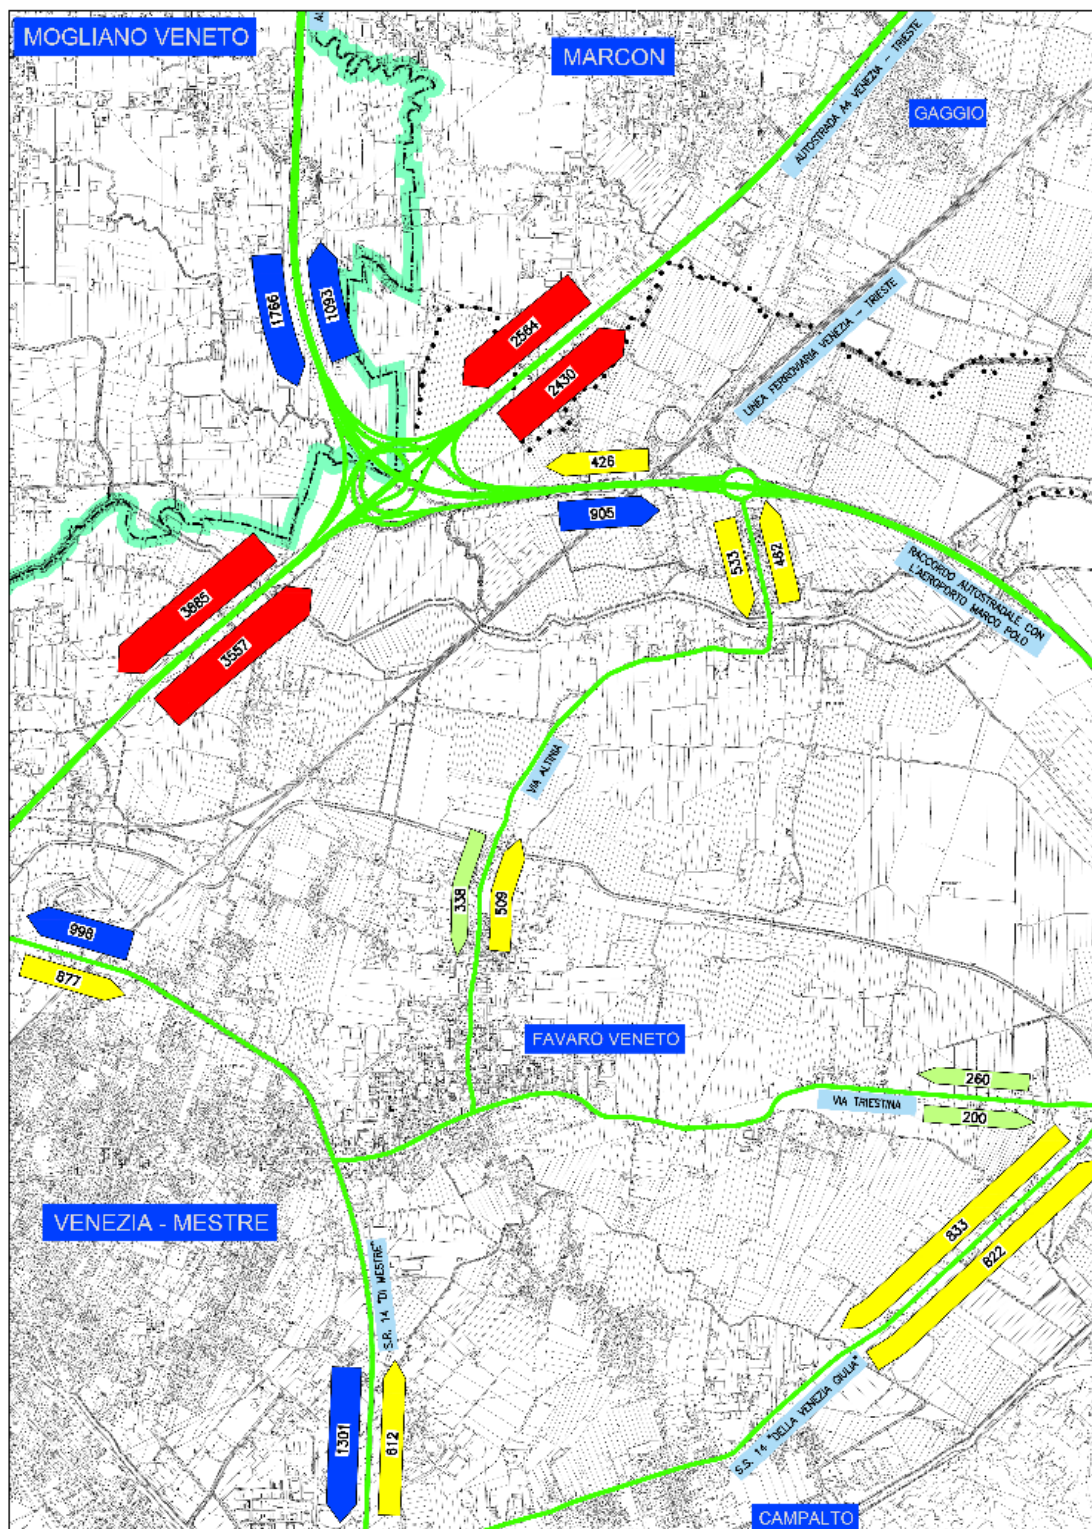 MOGLIANO VENETO
MARCON
GAGGIO
AUTOSTRADA A4 VENEZIA - TRIESTE
LINEA FERROVIARIA VENEZIA - TRIESTE
1766
1093
2564
2430
426
905
533
482
RACCORDO AUTOSTRADALE CON
L'AEROPORTO MARCO POLO
3885
3557
VIA ALTINIA
338
509
998
877
FAVARO VENETO
260
VIA TRIESTINA
200
VENEZIA - MESTRE
833
822
S.R. 14 "DI MESTRE"
1301
612
S.S. 14 "DELLA VENEZIA GIULIA"
CAMPALTO